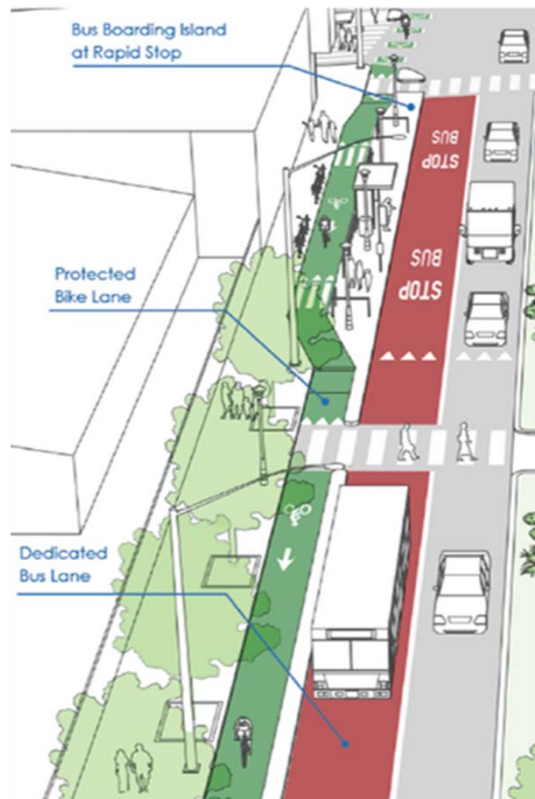 Bus Boarding Island
at Rapid Stop
BUS
STOP
Protected
Bike Lane
BUS
STOP
Dedicated
Bus Lane